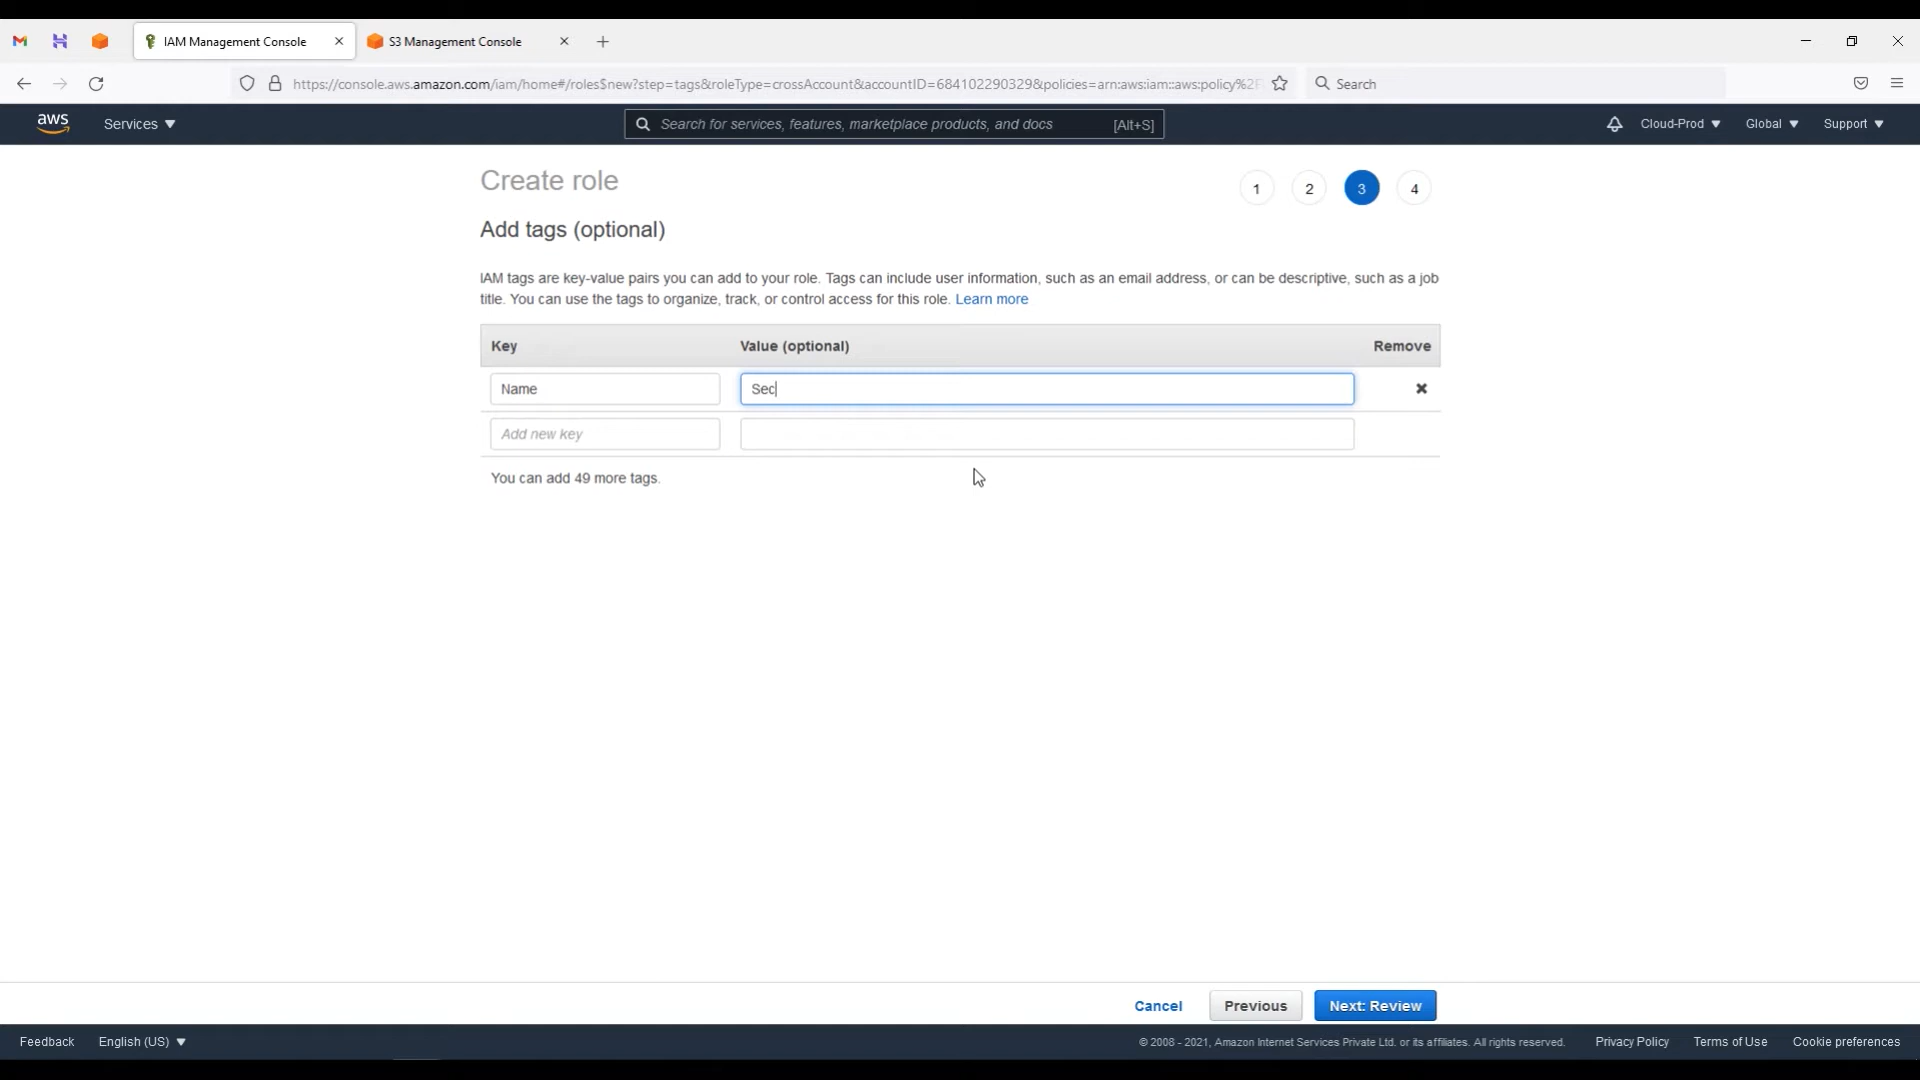 IAM Management Console
S3 Management Console
https://console.aws.amazon.com/iam/home#/roles$new?step=tags&roleType=crossAccount&accountID=684102290329&policies=arn:aws:iam::aws:policy%2F
Search
aws
Services
Search for services, features, marketplace products, and docs
[Alt+S]
Cloud-Prod
Global
Support
Create role
1
2
3
4
Add tags (optional)
IAM tags are key-value pairs you can add to your role. Tags can include user information, such as an email address, or can be descriptive, such as a job
title. You can use the tags to organize, track, or control access for this role. Learn more
Key
Value (optional)
Remove
Name
Sec
Add new key
You can add 49 more tags.
Cancel
Previous
Next: Review
Feedback
English (US)
© 2008 - 2021, Amazon Internet Services Private Ltd. or its affiliates. All rights reserved.
Privacy Policy
Terms of Use
Cookie preferences